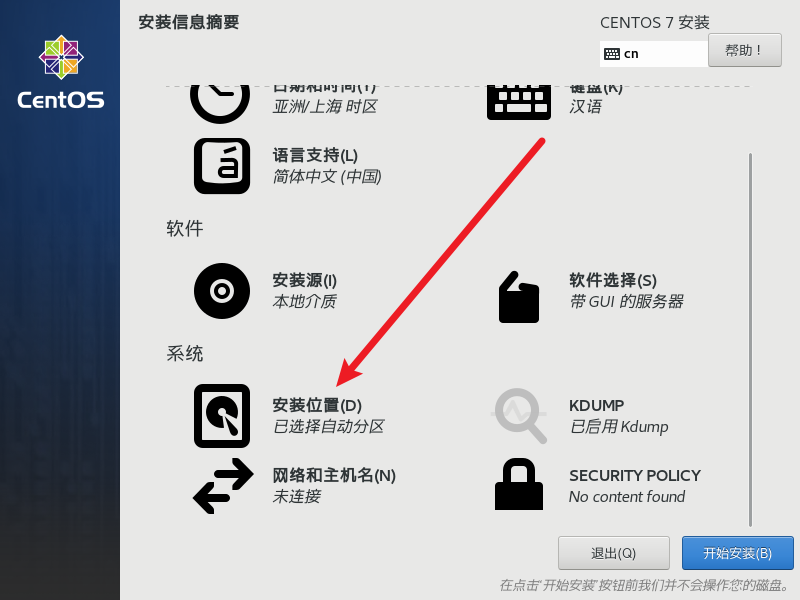 安装信息摘要
CENTOS 7 安装
cn
帮助！
CentOS
日期和时间(T)
亚洲/上海 时区
键盘(K)
汉语
语言支持(L)
简体中文 (中国)
软件
安装源(I)
本地介质
软件选择(S)
带 GUI 的服务器
系统
安装位置(D)
已选择自动分区
KDUMP
已启用 Kdump
网络和主机名(N)
未连接
SECURITY POLICY
No content found
退出(Q)
开始安装(B)
在点击'开始安装'按钮前我们并不会操作您的磁盘。